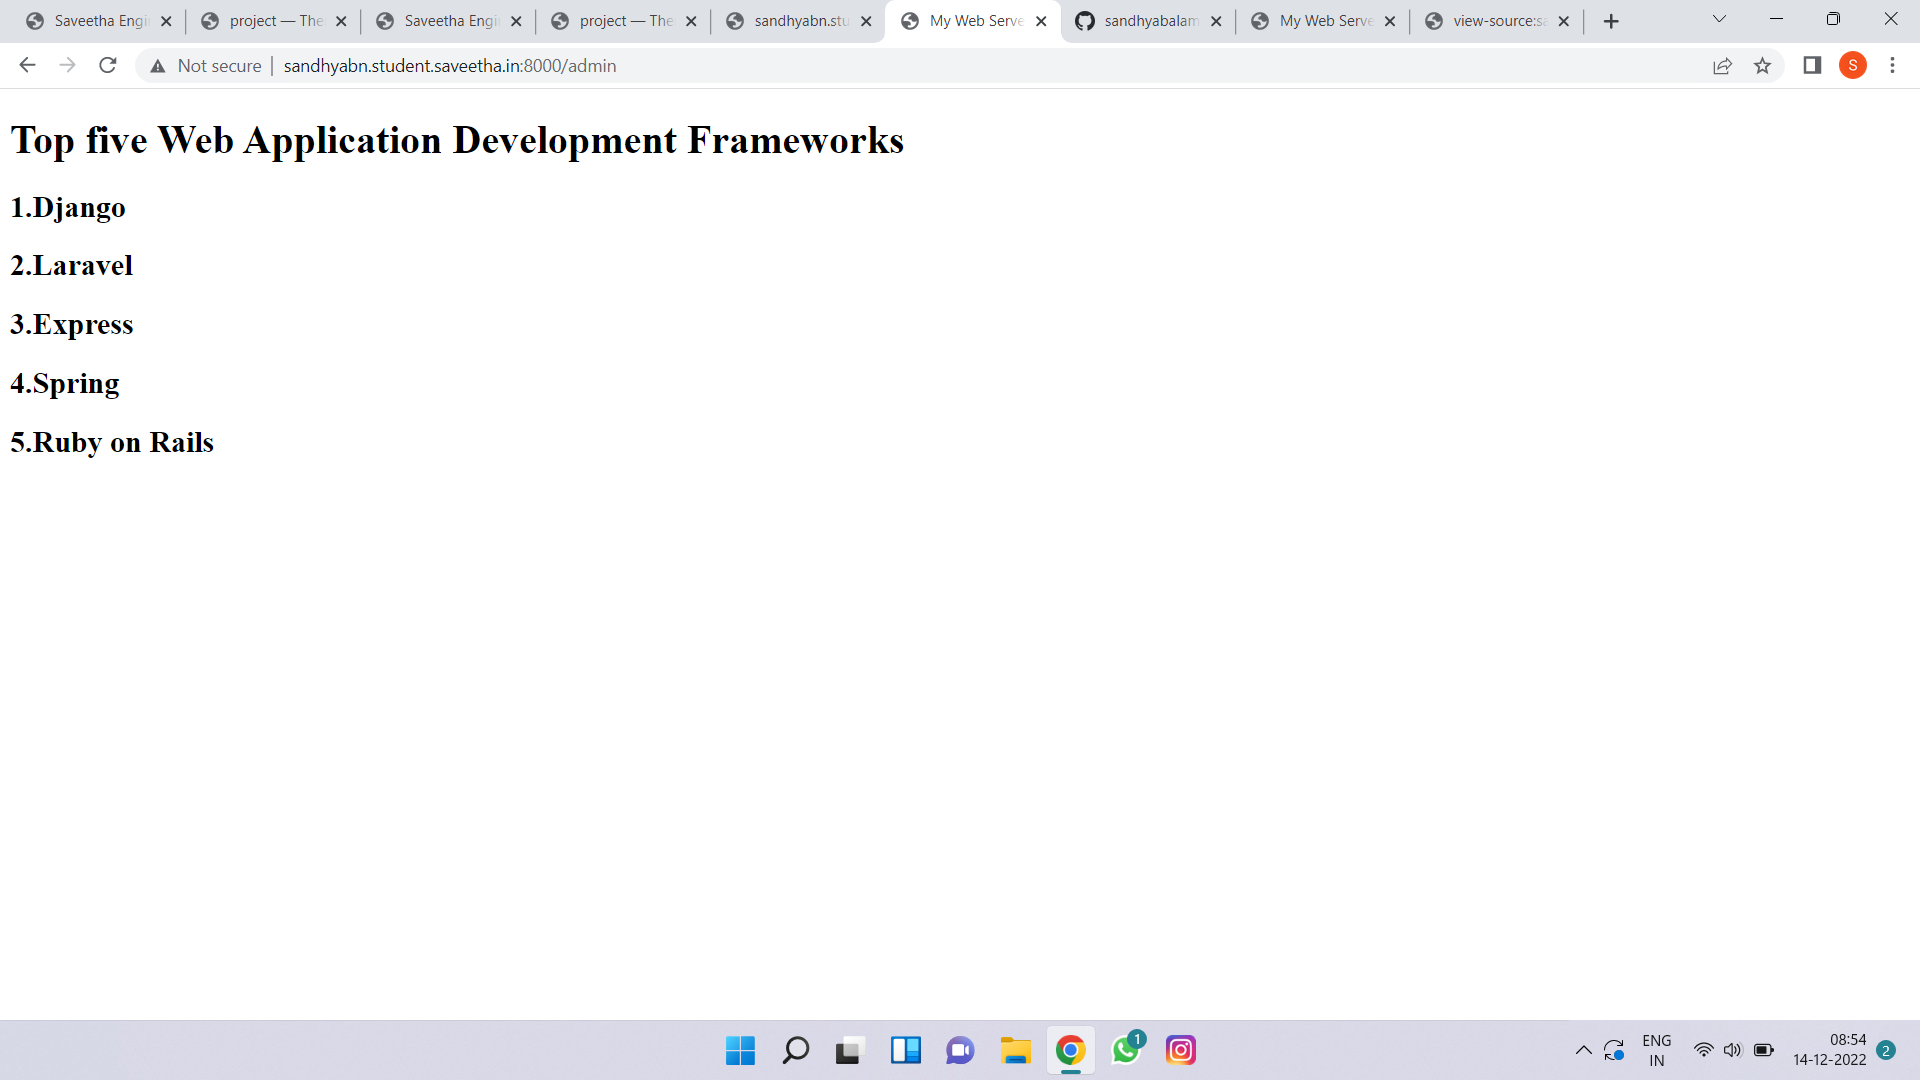 Saveetha Engi
project — The
Saveetha Engi
project — The
sandhyabn.stu
My Web Serve
sandhyabalam
My Web Serve
view-source:sa
Not secure | sandhyabn.student.saveetha.in:8000/admin
S
Top five Web Application Development Frameworks
1.Django
2.Laravel
3.Express
4.Spring
5.Ruby on Rails
1
ENG
IN
08:54
14-12-2022
2